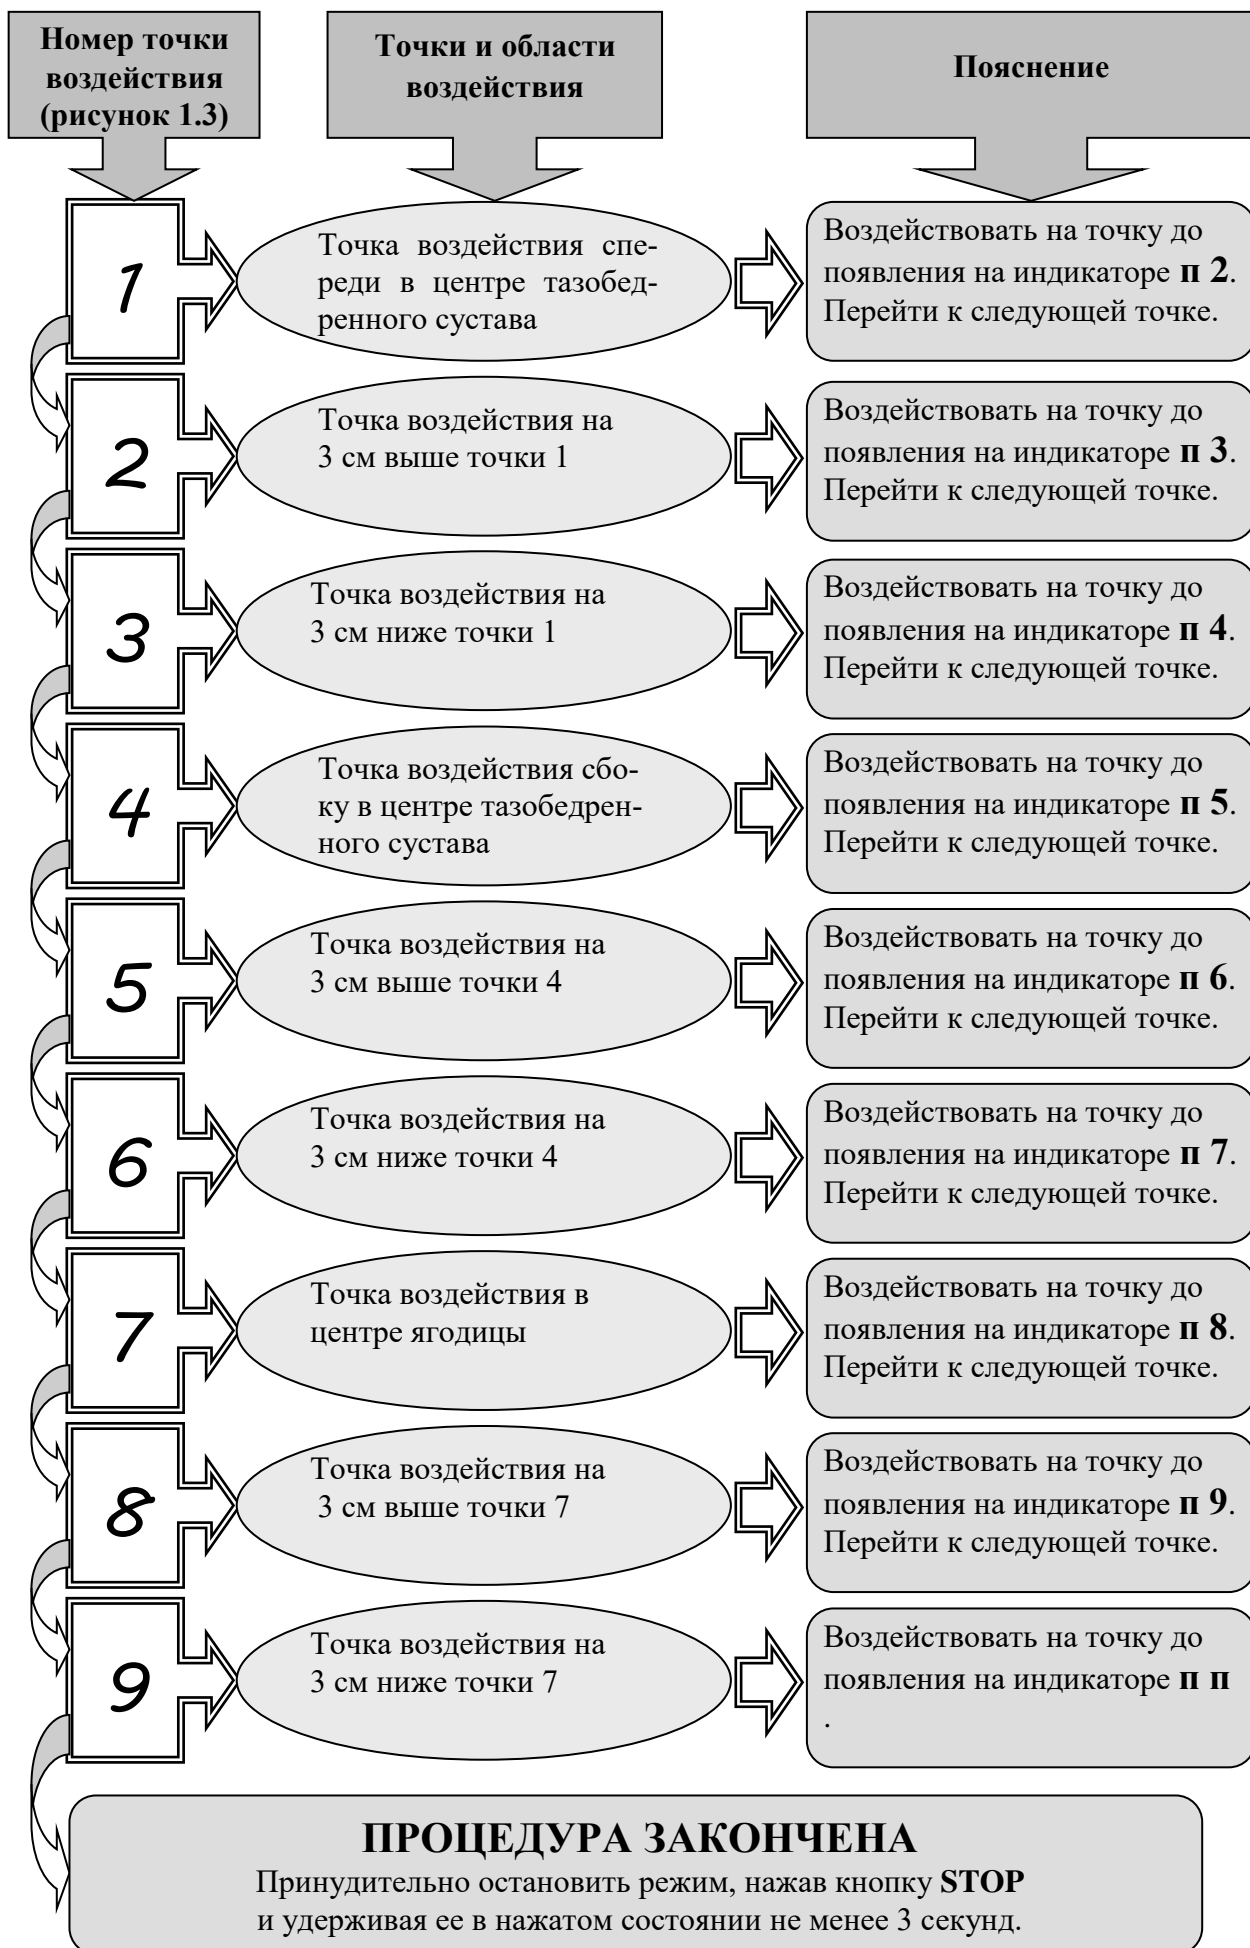 Номер точки
воздействия
(рисунок 1.3)
Точки и области
воздействия
Пояснение
1
Точка воздействия спе-
реди в центре тазобед-
ренного сустава
Воздействовать на точку до
появления на индикаторе п 2.
Перейти к следующей точке.
2
Точка воздействия на
3 см выше точки 1
Воздействовать на точку до
появления на индикаторе п 3.
Перейти к следующей точке.
3
Точка воздействия на
3 см ниже точки 1
Воздействовать на точку до
появления на индикаторе п 4.
Перейти к следующей точке.
4
Точка воздействия сбо-
ку в центре тазобедрен-
ного сустава
Воздействовать на точку до
появления на индикаторе п 5.
Перейти к следующей точке.
5
Точка воздействия на
3 см выше точки 4
Воздействовать на точку до
появления на индикаторе п 6.
Перейти к следующей точке.
6
Точка воздействия на
3 см ниже точки 4
Воздействовать на точку до
появления на индикаторе п 7.
Перейти к следующей точке.
7
Точка воздействия в
центре ягодицы
Воздействовать на точку до
появления на индикаторе п 8.
Перейти к следующей точке.
8
Точка воздействия на
3 см выше точки 7
Воздействовать на точку до
появления на индикаторе п 9.
Перейти к следующей точке.
9
Точка воздействия на
3 см ниже точки 7
Воздействовать на точку до
появления на индикаторе п п
.
ПРОЦЕДУРА ЗАКОНЧЕНА
Принудительно остановить режим, нажав кнопку STOP
и удерживая ее в нажатом состоянии не менее 3 секунд.